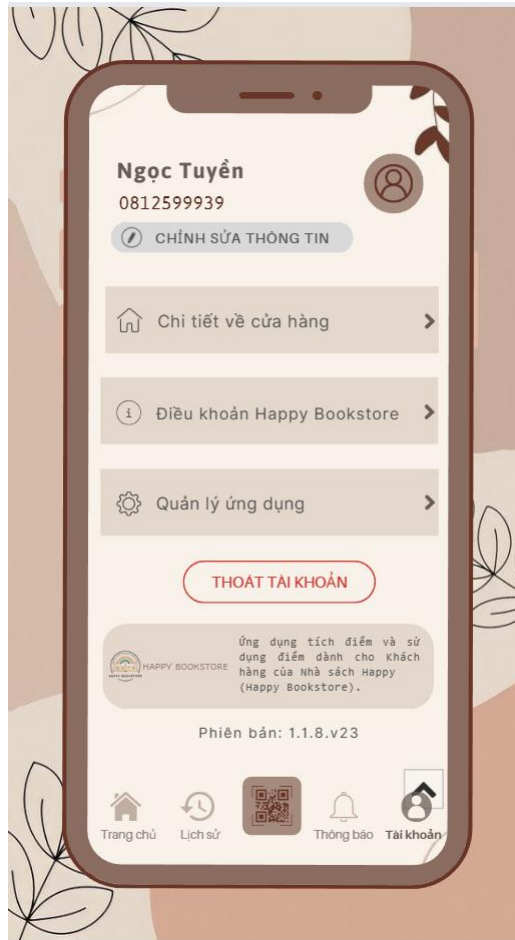 Ngọc Tuyền
0812599939
CHỈNH SỬA THÔNG TIN
Chi tiết về cửa hàng
Điều khoản Happy Bookstore
Quản lý ứng dụng
THOÁT TÀI KHOẢN
HAPPY BOOKSTORE
Ứng dụng tích điểm và sử
dụng điểm dành cho Khách
hàng của Nhà sách Happy
(Happy Bookstore).
Phiên bản: 1.1.8.v23
Trang chủ
Lịch sử
Thông báo
Tài khoản